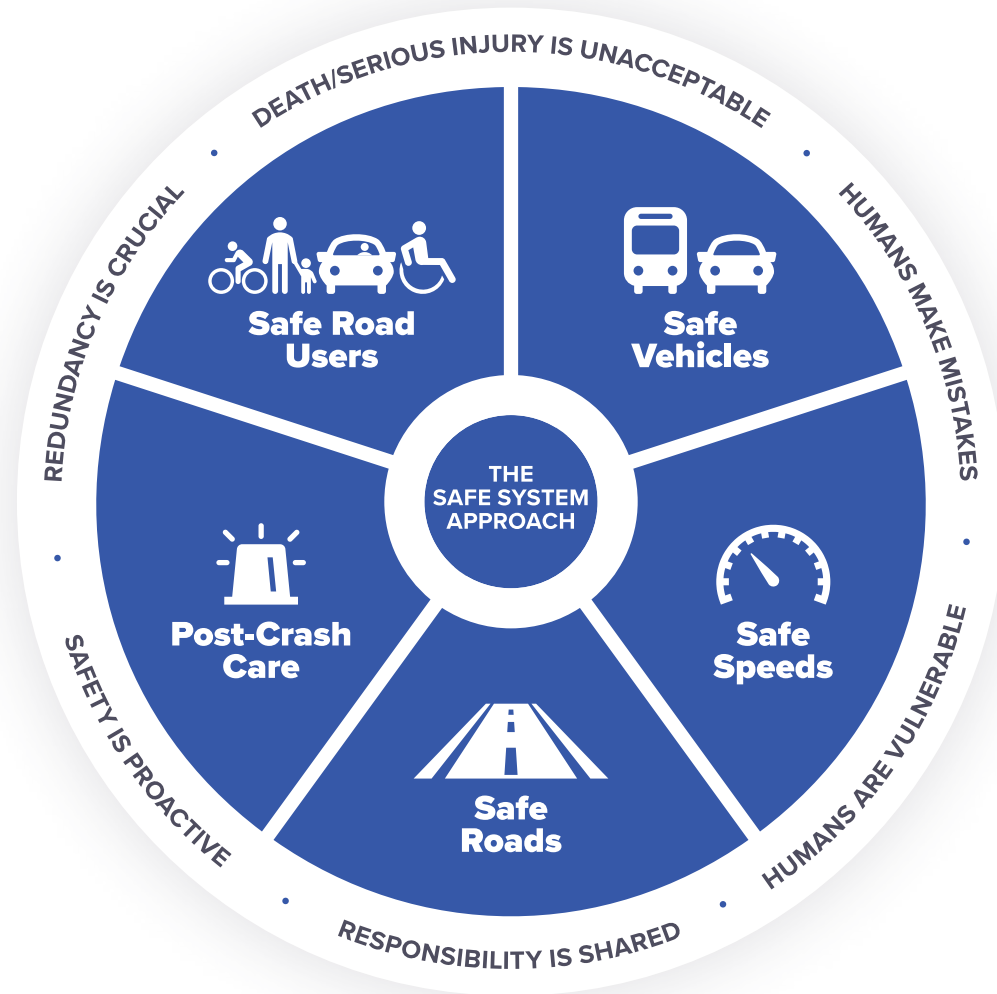 DEATH/SERIOUS INJURY IS UNACCEPTABLE
HUMANS MAKE MISTAKES
HUMANS ARE VULNERABLE
RESPONSIBILITY IS SHARED
SAFETY IS PROACTIVE
REDUNDANCY IS CRUCIAL
Safe Road
Users
Safe
Vehicles
Safe
Speeds
Safe
Roads
Post-Crash
Care
THE
SAFE SYSTEM
APPROACH